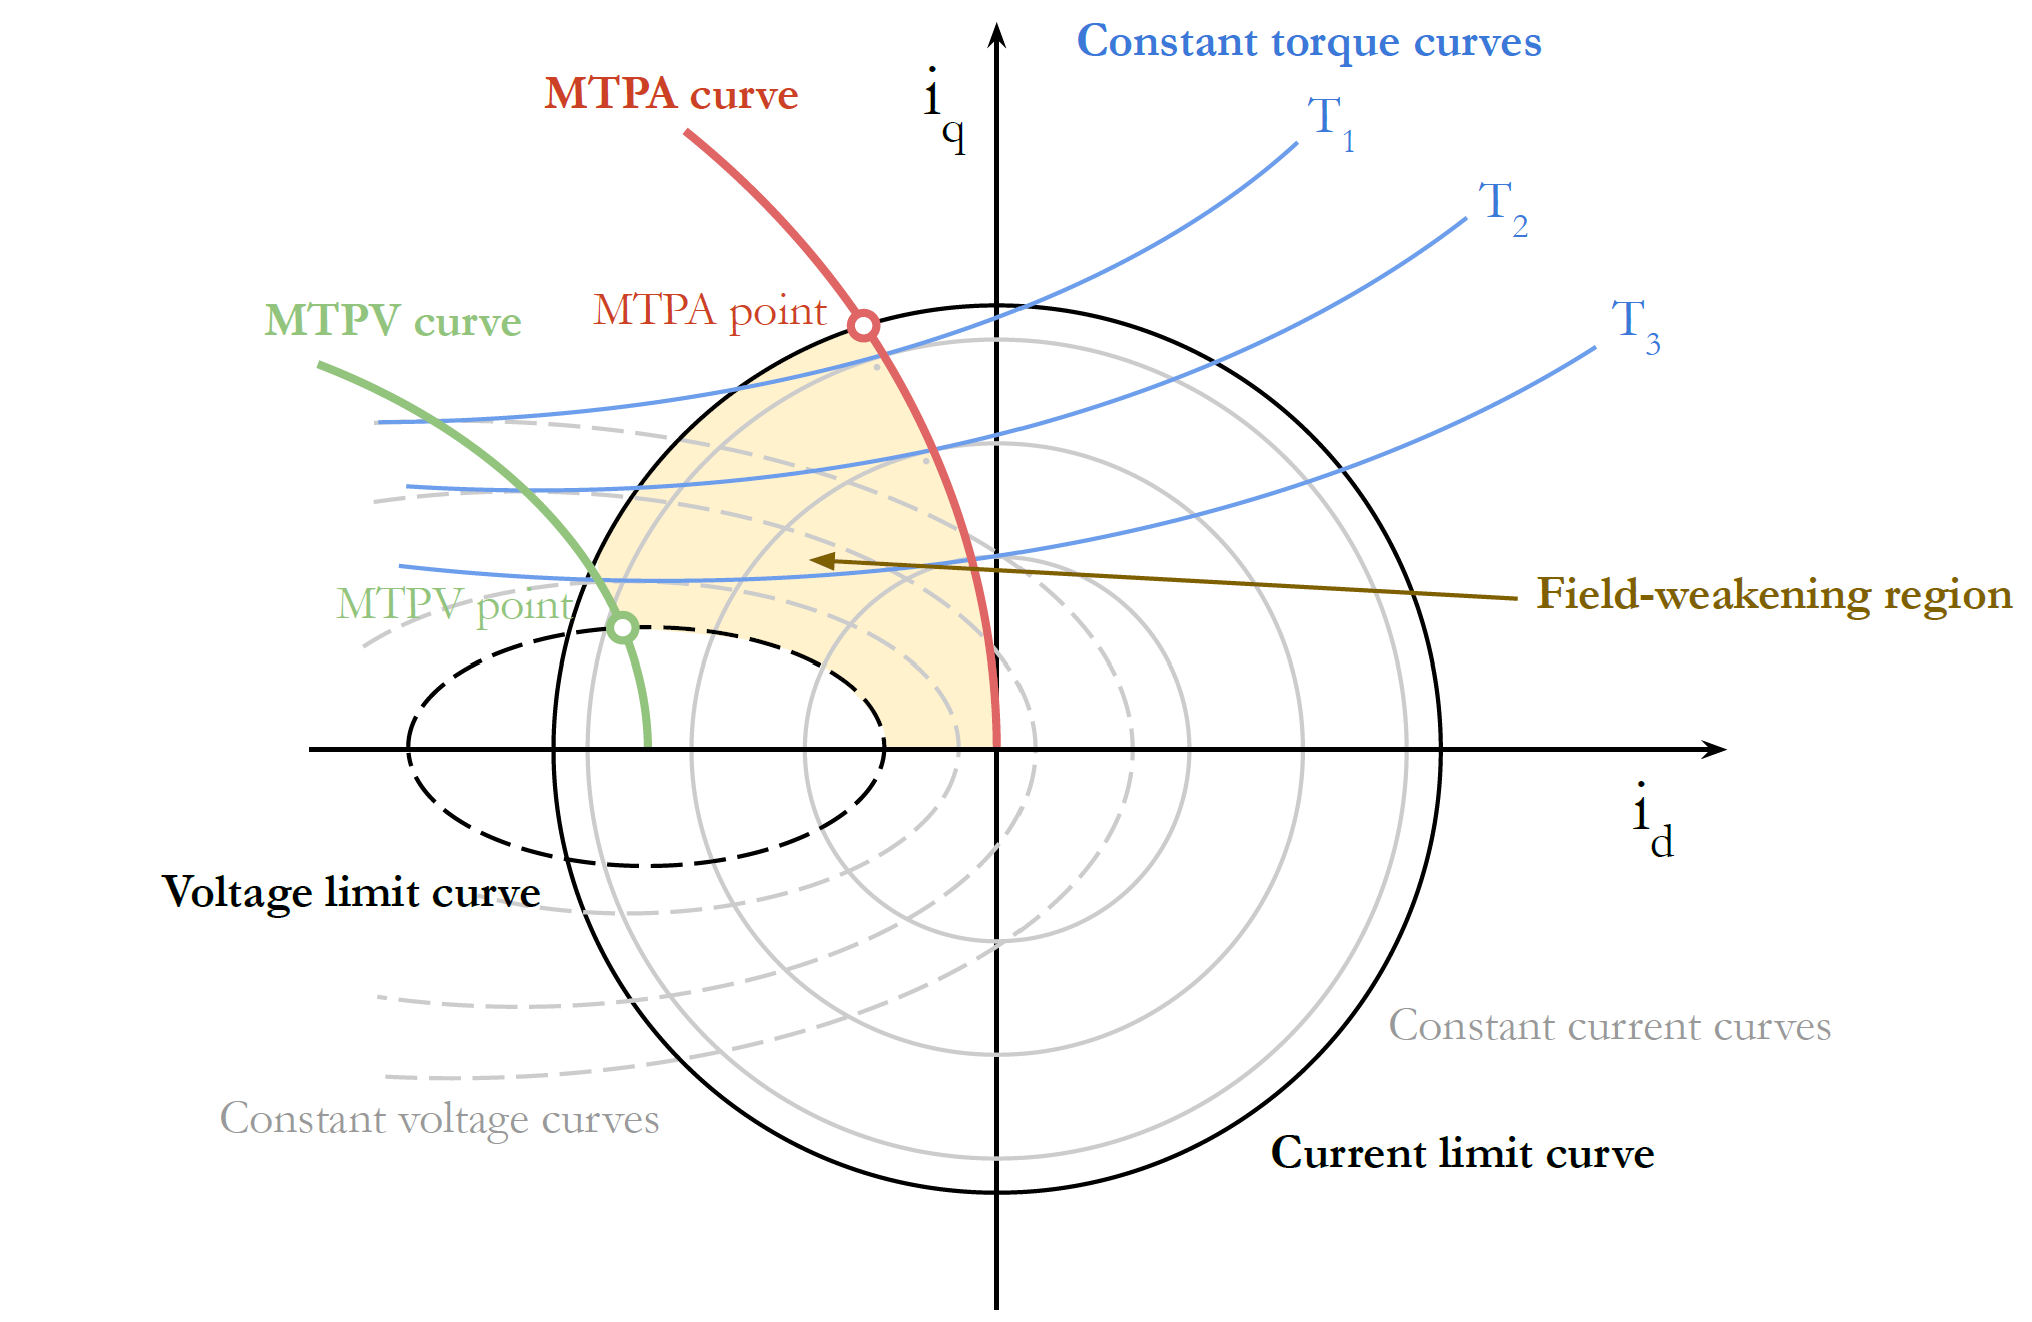 Constant torque curves
MTPA curve
i
q
T
1
T
2
MTPA point
MTPV curve
T
3
MTPV point
Field-weakening region
i
d
Voltage limit curve
Constant current curves
Constant voltage curves
Current limit curve